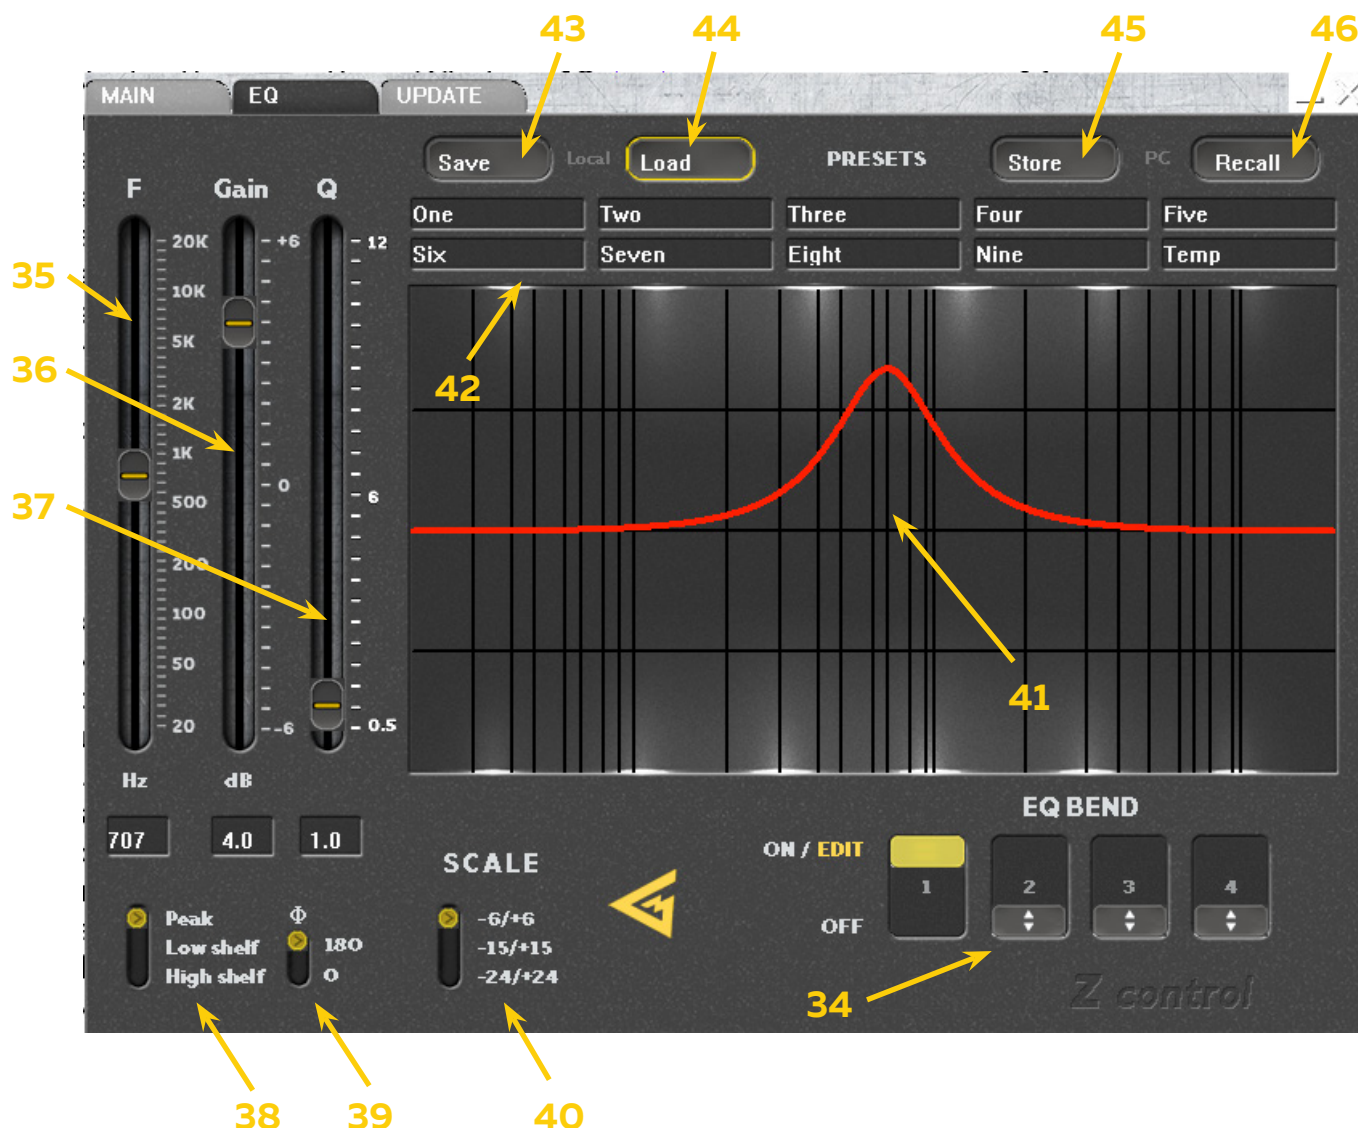 43 44 45 46
MAIN EQ UPDATE
Save Local Load PRESETS Store PC Recall
F Gain Q
One Two Three Four Five
Six Seven Eight Nine Temp
20K +6 12
35
10K
5K
36
42
2K
1K
0
6
37
500
200
100
50
41
20 -6 0.5
Hz dB
EQ BEND
707 4.0 1.0
ON / EDIT
SCALE
1 2 3 4
Peak Φ -6/+6
OFF
Low shelf 180 -15/+15
High shelf 0 -24/+24
34
Z control
38 39 40